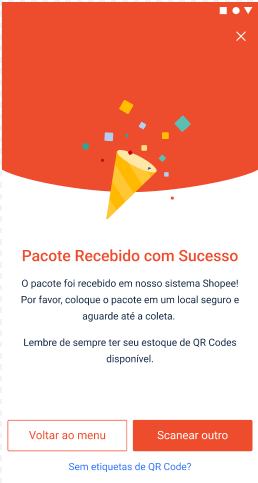 Pacote Recebido com Sucesso
O pacote foi recebido em nosso sistema Shopee!
Por favor, coloque o pacote em um local seguro e
aguarde até a coleta.
Lembre de sempre ter seu estoque de QR Codes
disponível.
Voltar ao menu
Scanear outro
Sem etiquetas de QR Code?